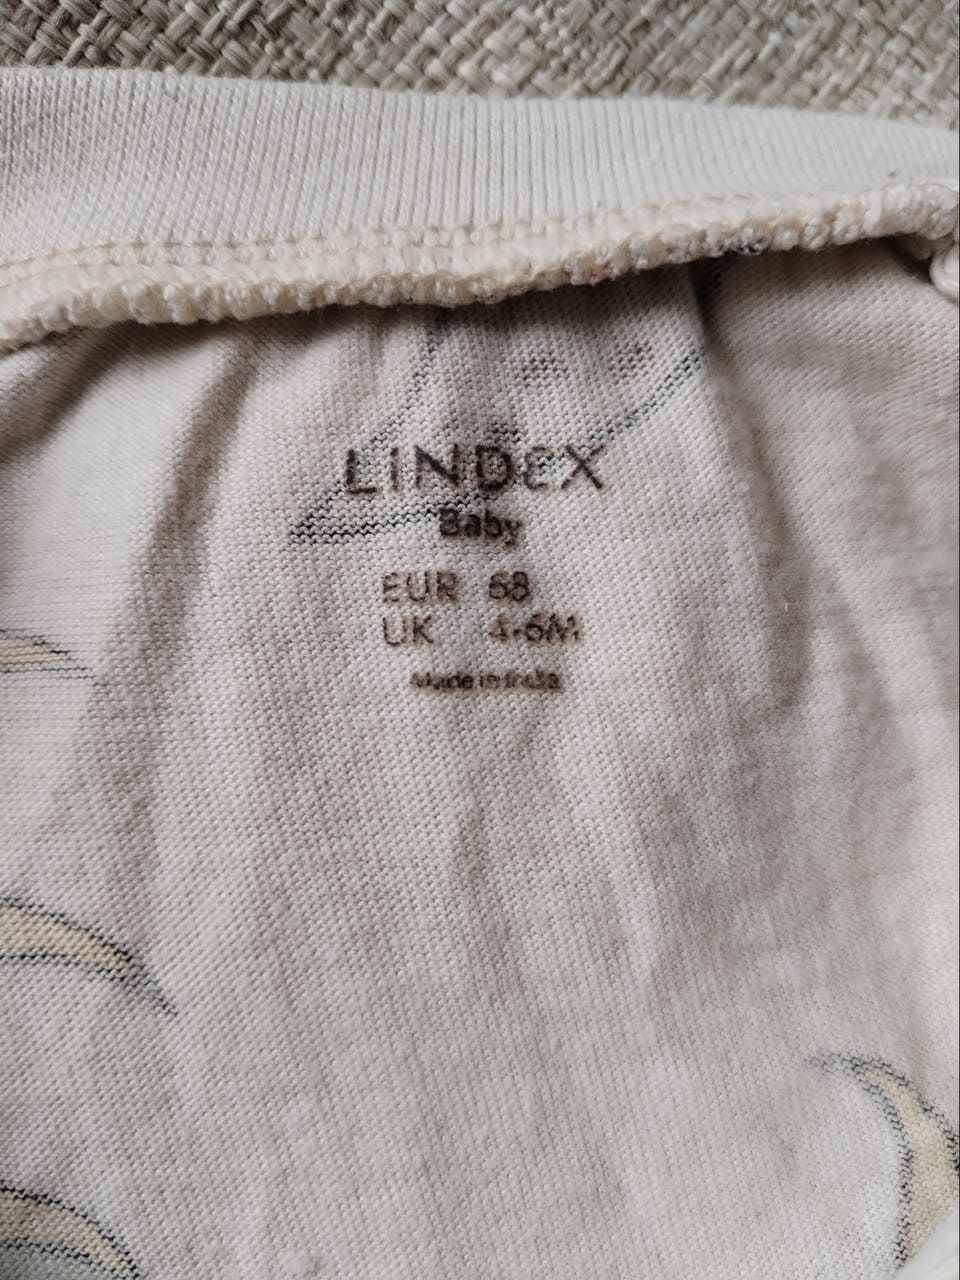 LINDEX
Baby
EUR 68
UK 4-6M
Made in India